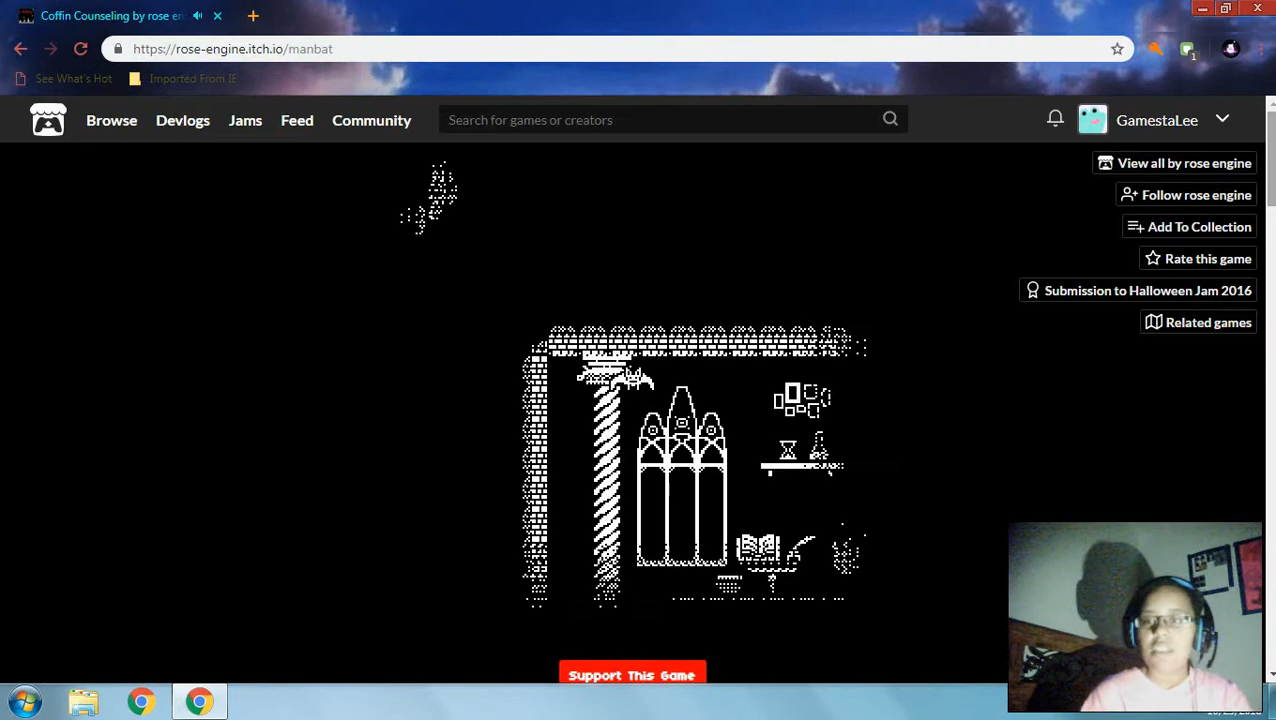 Coffin Counseling by rose en
https://rose-engine.itch.io/manbat
1
See What's Hot
Imported From IE
Browse
Devlogs
Jams
Feed
Community
Search for games or creators
GamestaLee
View all by rose engine
Follow rose engine
Add To Collection
Rate this game
Submission to Halloween Jam 2016
Related games
Support This Game